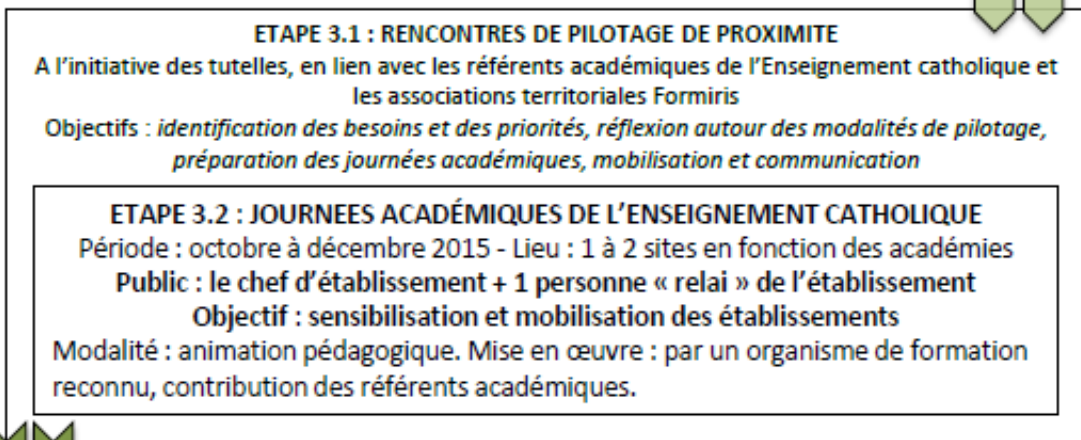 ETAPE 3.1 : RENCONTRES DE PILOTAGE DE PROXIMITE
A l’initiative des tutelles, en lien avec les référents académiques de l’Enseignement catholique et
les associations territoriales Formiris
Objectifs : identification des besoins et des priorités, réflexion autour des modalités de pilotage,
préparation des journées académiques, mobilisation et communication
ETAPE 3.2 : JOURNEES ACADÉMIQUES DE L’ENSEIGNEMENT CATHOLIQUE
Période : octobre à décembre 2015 - Lieu : 1 à 2 sites en fonction des académies
Public : le chef d’établissement + 1 personne « relai » de l’établissement
Objectif : sensibilisation et mobilisation des établissements
Modalité : animation pédagogique. Mise en œuvre : par un organisme de formation
reconnu, contribution des référents académiques.